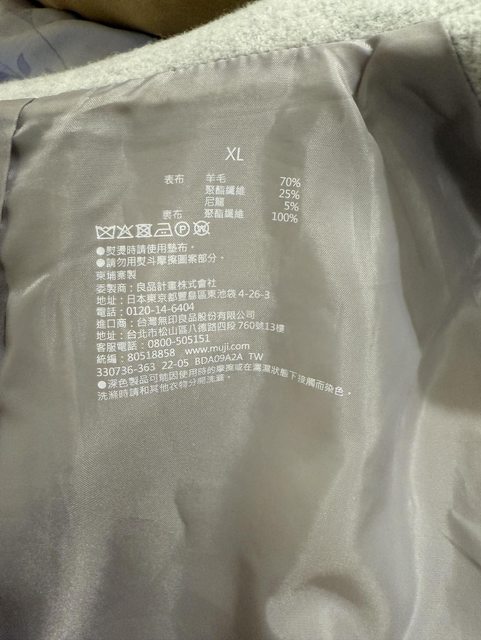 XL
表布 羊毛 70%
聚酯纖維 25%
尼龍 5%
裏布 聚酯纖維 100%
P W
●熨燙時請使用墊布。
●請勿用熨斗摩擦圖案部分。
柬埔寨製
委製商：良品計畫株式會社
地址：日本東京都豐島區東池袋4-26-3
電話：0120-14-6404
進口商：台灣無印良品股份有限公司
地址：台北市松山區八德路四段760號13樓
客服電話：0800-505151
統編：80518858 www.muji.com
330736-363 22-05 BDA09A2A TW
●深色製品可能因使用時的摩擦或在潮濕狀態下接觸而染色。
洗滌時請和其他衣物分開洗滌。